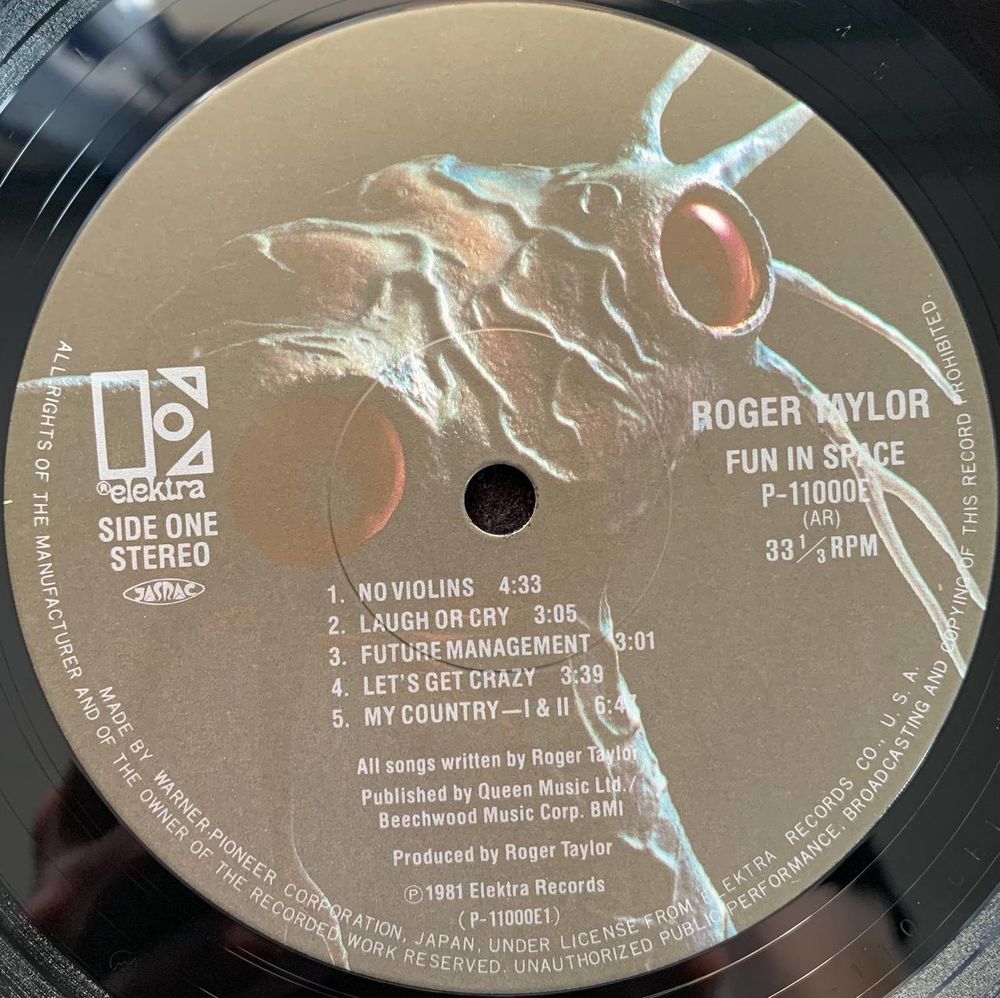 ® elektra
SIDE ONE
STEREO
JASRAC
ROGER TAYLOR
FUN IN SPACE
P-11000E
(AR)
33 1/3 RPM
1. NO VIOLINS 4:33
2. LAUGH OR CRY 3:05
3. FUTURE MANAGEMENT 3:01
4. LET'S GET CRAZY 3:39
5. MY COUNTRY—I & II 6:47
All songs written by Roger Taylor
Published by Queen Music Ltd./
Beechwood Music Corp. BMI
Produced by Roger Taylor
℗ 1981 Elektra Records
(P-11000E1)
MADE BY WARNER-PIONEER CORPORATION, JAPAN, UNDER LICENSE FROM ELEKTRA RECORDS CO., U. S. A.
ALL RIGHTS OF THE MANUFACTURER AND OF THE OWNER OF THE RECORDED WORK RESERVED. UNAUTHORIZED PUBLIC PERFORMANCE, BROADCASTING AND COPYING OF THIS RECORD PROHIBITED.